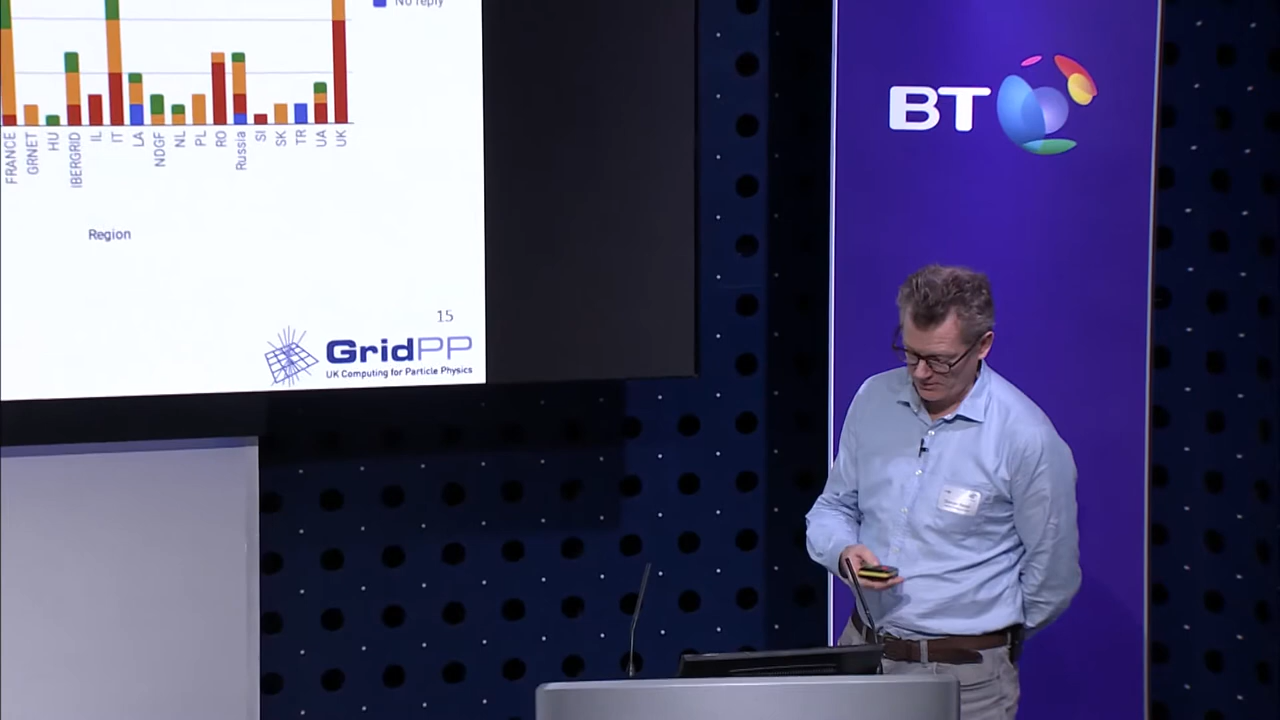 No reply
FRANCE
GRNET
HU
IBERGRID
IL
IT
LA
NDGF
NL
PL
RO
Russia
SI
SK
TR
UA
UK
Region
15
GridPP
UK Computing for Particle Physics
BT